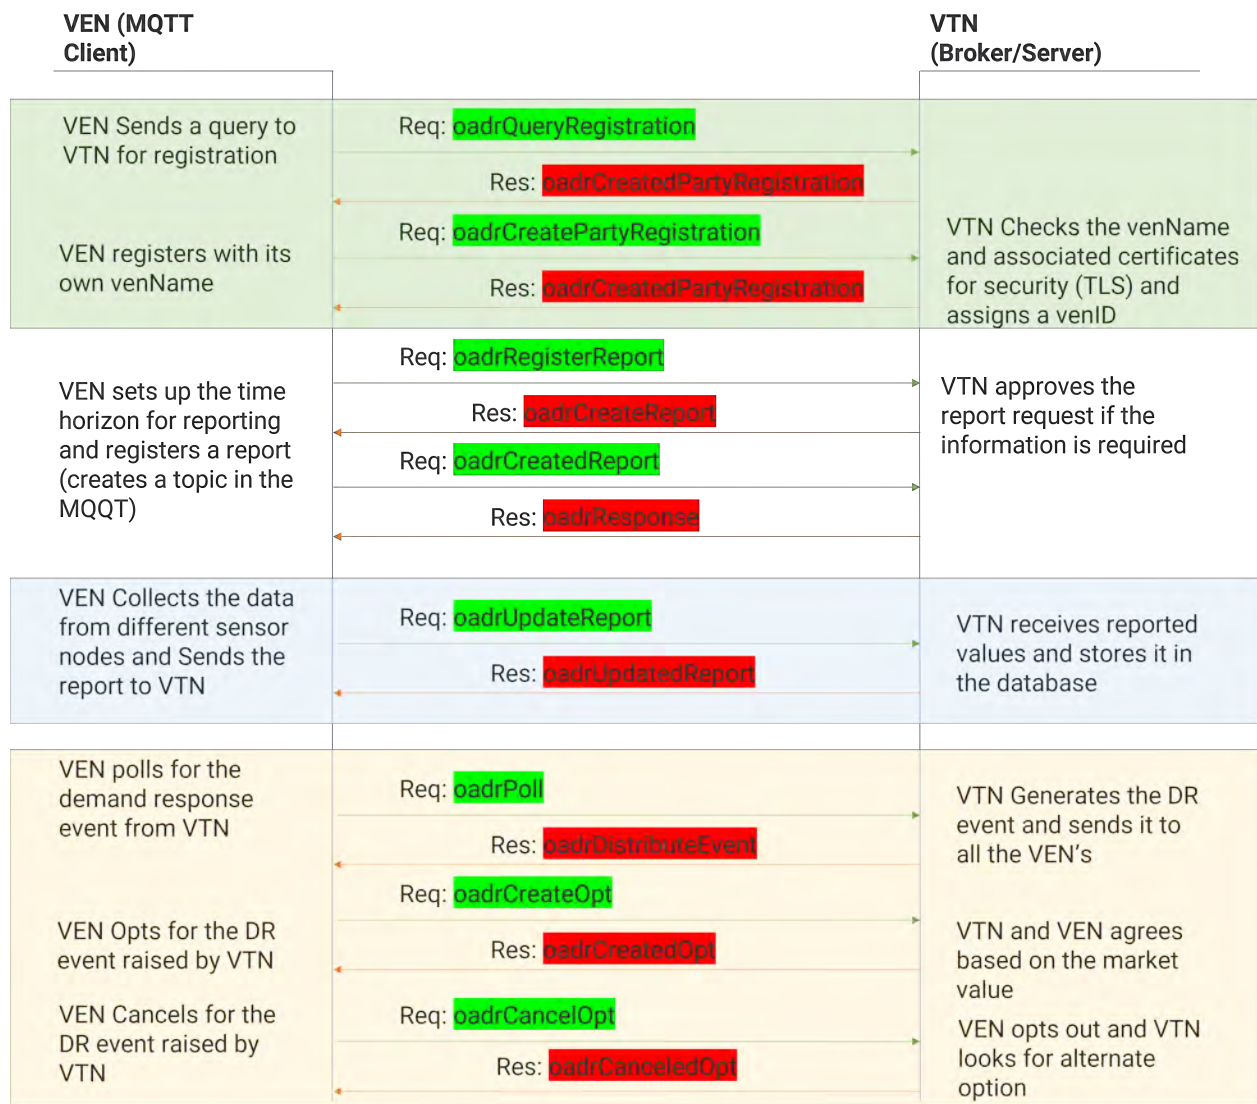 VEN (MQTT
Client)
VTN
(Broker/Server)
VEN Sends a query to
VTN for registration
Req: oadrQueryRegistration
Res: oadrCreatedPartyRegistration
VEN registers with its
own venName
Req: oadrCreatePartyRegistration
Res: oadrCreatedPartyRegistration
VTN Checks the venName
and associated certificates
for security (TLS) and
assigns a venID
VEN sets up the time
horizon for reporting
and registers a report
(creates a topic in the
MQQT)
Req: oadrRegisterReport
Res: oadrCreateReport
Req: oadrCreatedReport
Res: oadrResponse
VTN approves the
report request if the
information is required
VEN Collects the data
from different sensor
nodes and Sends the
report to VTN
Req: oadrUpdateReport
Res: oadrUpdatedReport
VTN receives reported
values and stores it in
the database
VEN polls for the
demand response
event from VTN
Req: oadrPoll
Res: oadrDistributeEvent
VTN Generates the DR
event and sends it to
all the VEN's
VEN Opts for the DR
event raised by VTN
Req: oadrCreateOpt
Res: oadrCreatedOpt
VTN and VEN agrees
based on the market
value
VEN Cancels for the
DR event raised by
VTN
Req: oadrCancelOpt
Res: oadrCanceledOpt
VEN opts out and VTN
looks for alternate
option